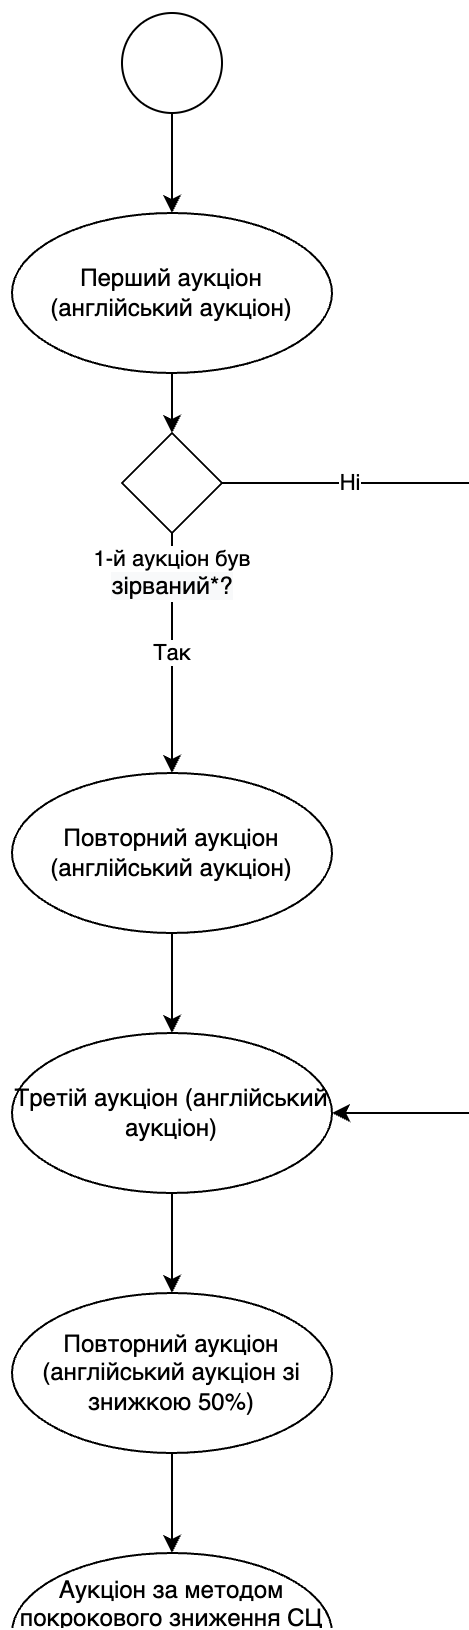 Перший аукціон
(англійський аукціон)
Ні
1-й аукціон був
зірваний*?
Так
Повторний аукціон
(англійський аукціон)
Третій аукціон (англійський
аукціон)
Повторний аукціон
(англійський аукціон зі
знижкою 50%)
Аукціон за методом
покрокового зниження СЦ